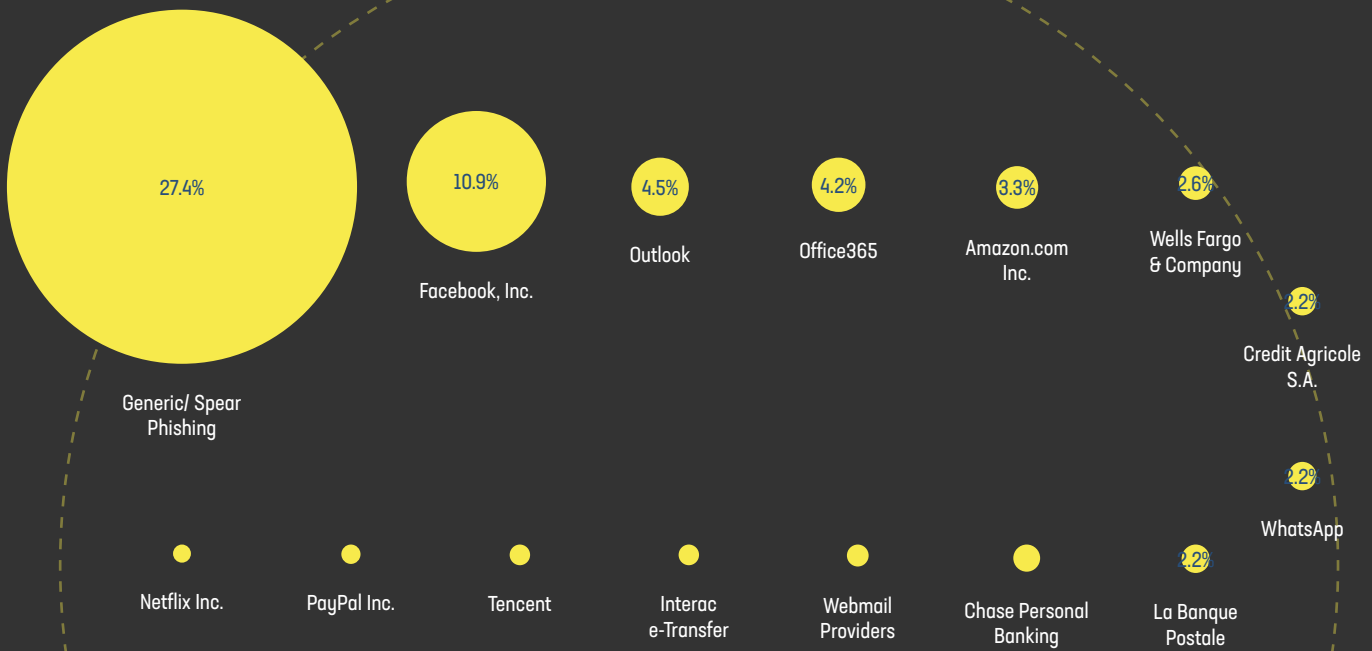 27.4%
Generic/ Spear
Phishing
10.9%
Facebook, Inc.
4.5%
Outlook
4.2%
Office365
3.3%
Amazon.com
Inc.
2.6%
Wells Fargo
& Company
2.2%
Credit Agricole
S.A.
2.2%
WhatsApp
2.2%
La Banque
Postale
Chase Personal
Banking
Webmail
Providers
Interac
e-Transfer
Tencent
PayPal Inc.
Netflix Inc.